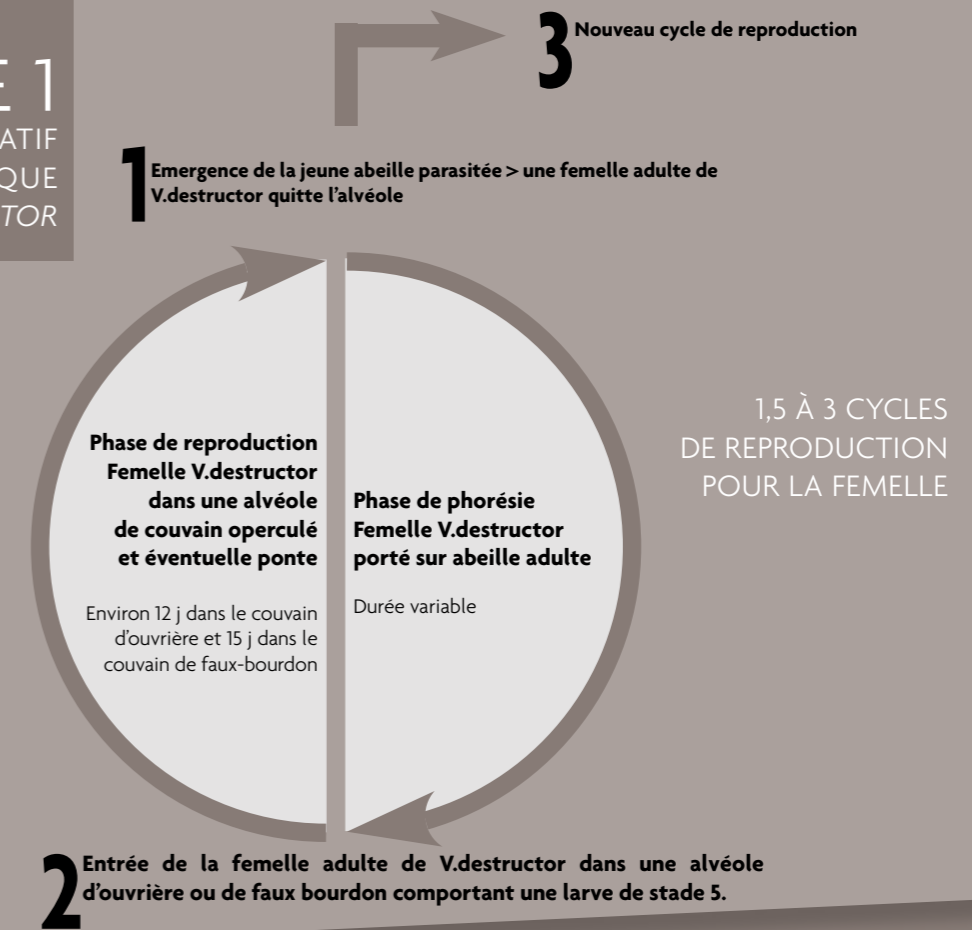 E 1
ATIF
QUE
TOR
3 Nouveau cycle de reproduction
1 Emergence de la jeune abeille parasitée > une femelle adulte de
V.destructor quitte l'alvéole
Phase de reproduction
Femelle V.destructor
dans une alvéole
de couvain operculé
et éventuelle ponte
Environ 12 j dans le couvain
d'ouvrière et 15 j dans le
couvain de faux-bourdon
Phase de phorésie
Femelle V.destructor
porté sur abeille adulte
Durée variable
1,5 À 3 CYCLES
DE REPRODUCTION
POUR LA FEMELLE
2 Entrée de la femelle adulte de V.destructor dans une alvéole
d'ouvrière ou de faux bourdon comportant une larve de stade 5.